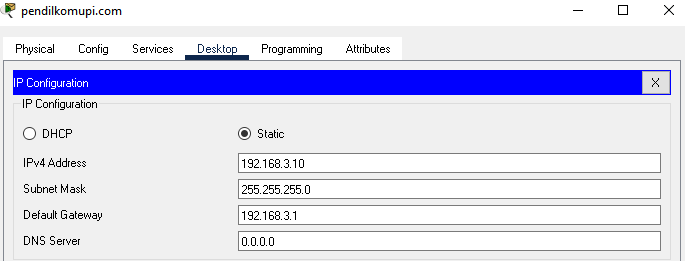 pendilkomupi.com
Physical Config Services Desktop Programming Attributes
IP Configuration X
IP Configuration
DHCP Static
IPv4 Address 192.168.3.10
Subnet Mask 255.255.255.0
Default Gateway 192.168.3.1
DNS Server 0.0.0.0